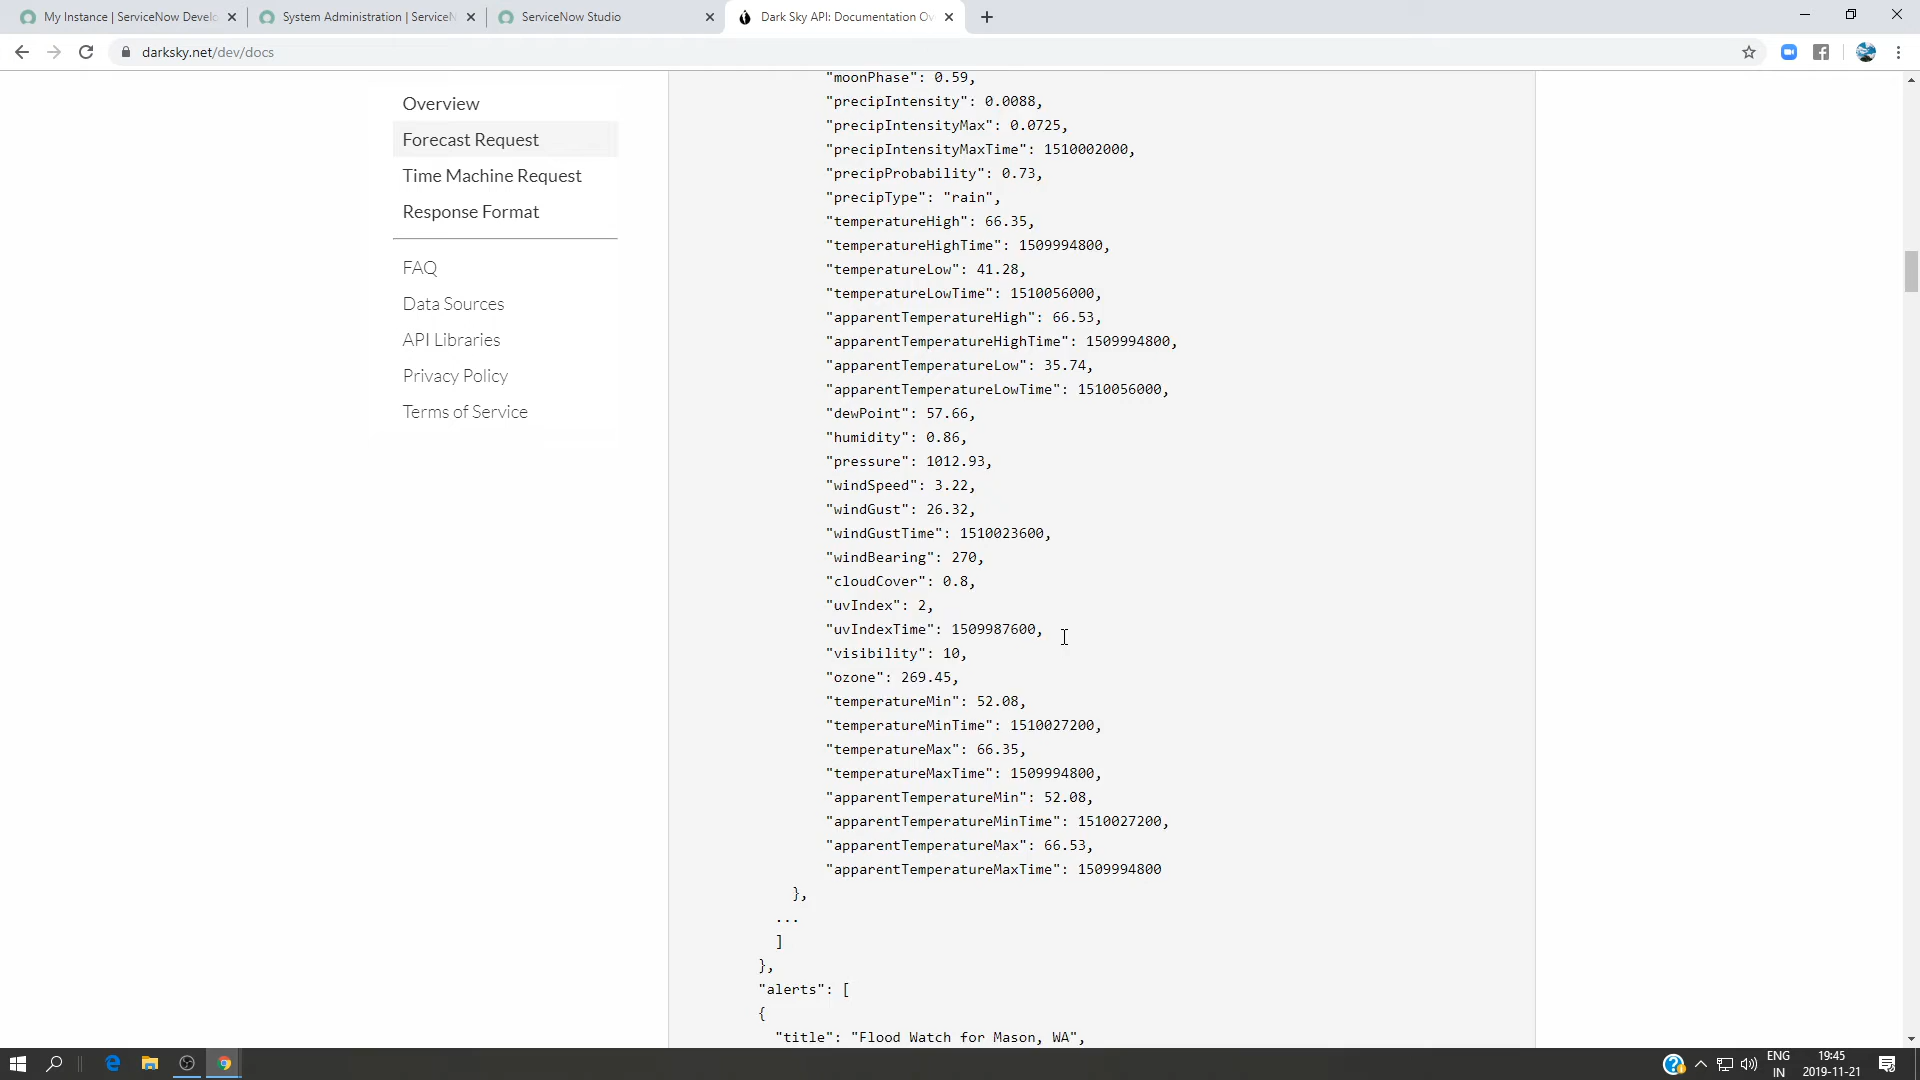 My Instance | ServiceNow Develo
System Administration | ServiceN
ServiceNow Studio
Dark Sky API: Documentation Ov
darksky.net/dev/docs
Overview
Forecast Request
Time Machine Request
Response Format
FAQ
Data Sources
API Libraries
Privacy Policy
Terms of Service
"moonPhase": 0.59,
"precipIntensity": 0.0088,
"precipIntensityMax": 0.0725,
"precipIntensityMaxTime": 1510002000,
"precipProbability": 0.73,
"precipType": "rain",
"temperatureHigh": 66.35,
"temperatureHighTime": 1509994800,
"temperatureLow": 41.28,
"temperatureLowTime": 1510056000,
"apparentTemperatureHigh": 66.53,
"apparentTemperatureHighTime": 1509994800,
"apparentTemperatureLow": 35.74,
"apparentTemperatureLowTime": 1510056000,
"dewPoint": 57.66,
"humidity": 0.86,
"pressure": 1012.93,
"windSpeed": 3.22,
"windGust": 26.32,
"windGustTime": 1510023600,
"windBearing": 270,
"cloudCover": 0.8,
"uvIndex": 2,
"uvIndexTime": 1509987600,
"visibility": 10,
"ozone": 269.45,
"temperatureMin": 52.08,
"temperatureMinTime": 1510027200,
"temperatureMax": 66.35,
"temperatureMaxTime": 1509994800,
"apparentTemperatureMin": 52.08,
"apparentTemperatureMinTime": 1510027200,
"apparentTemperatureMax": 66.53,
"apparentTemperatureMaxTime": 1509994800
},
...
]
},
"alerts": [
{
"title": "Flood Watch for Mason, WA",
ENG
IN
19:45
2019-11-21